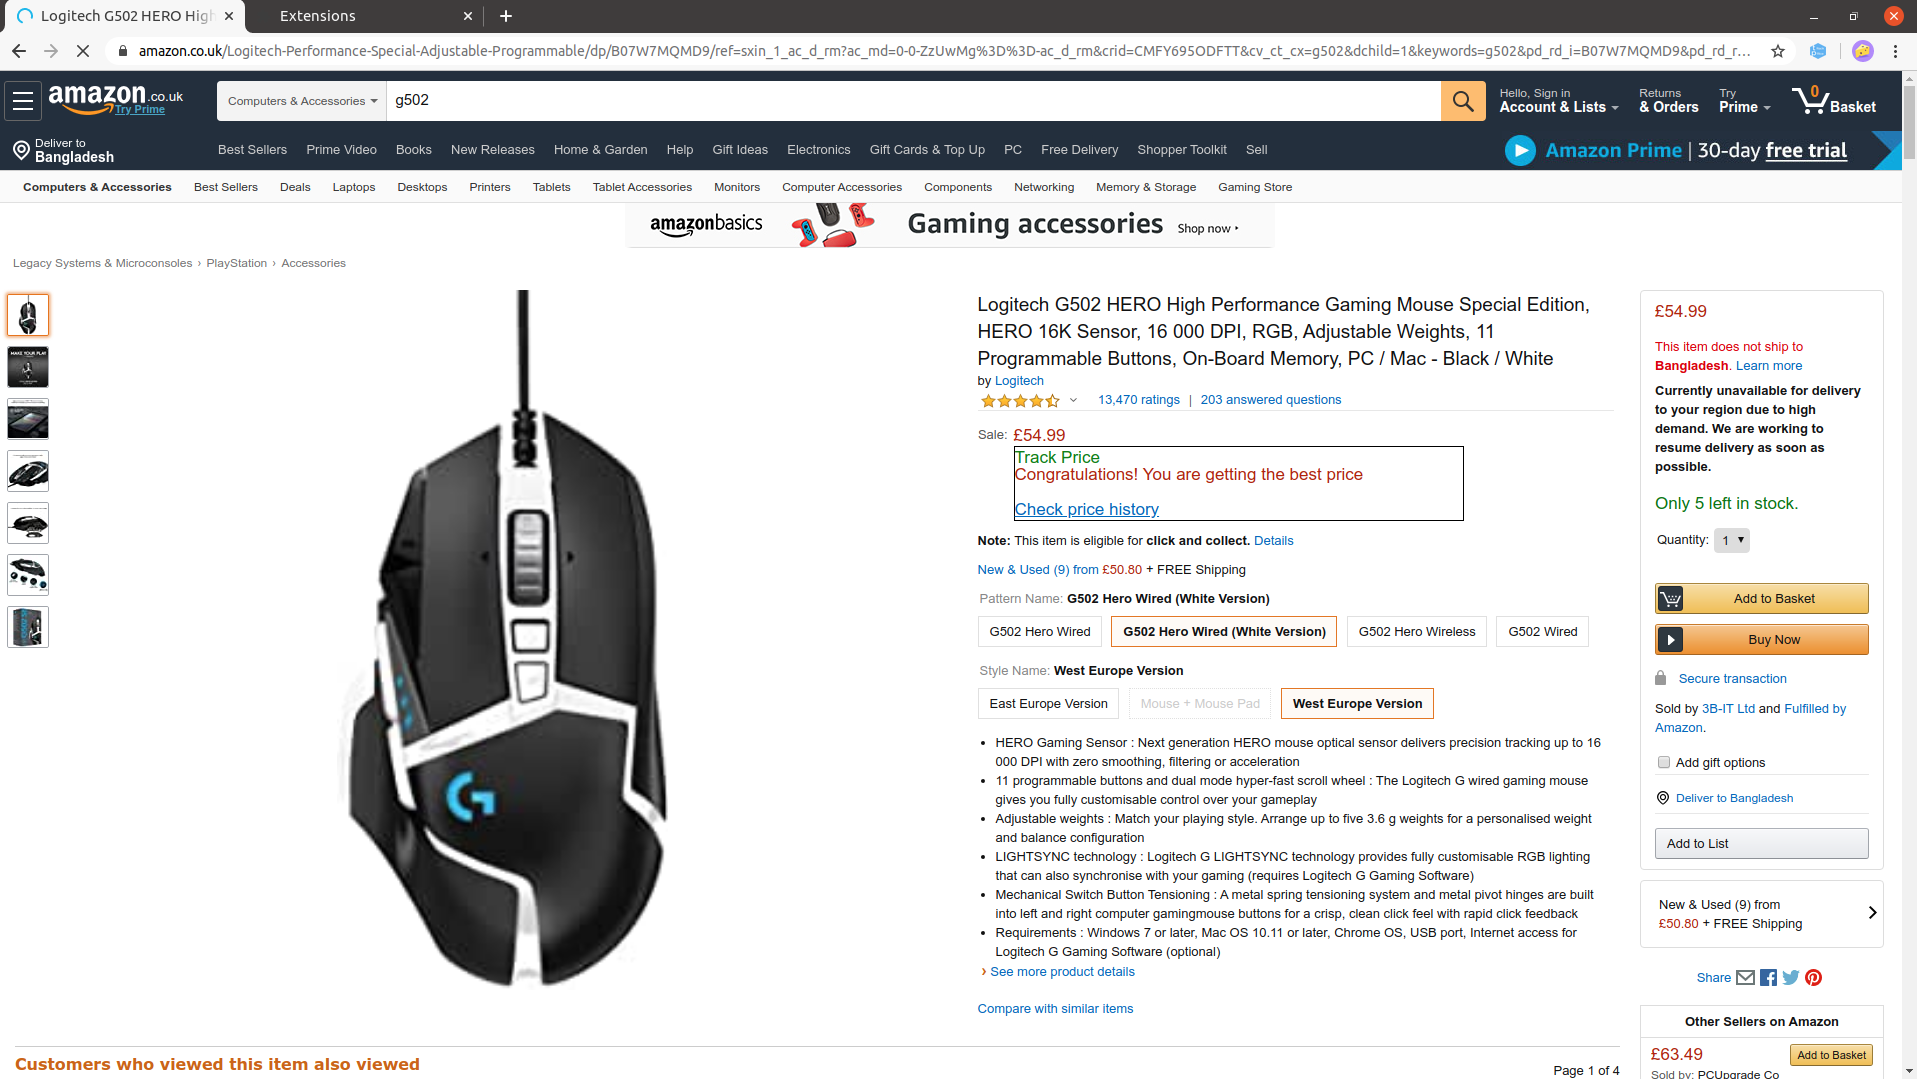 Logitech G502 HERO High
Extensions
amazon.co.uk/Logitech-Performance-Special-Adjustable-Programmable/dp/B07W7MQMD9/ref=sxin_1_ac_d_rm?ac_md=0-0-ZzUwMg%3D%3D-ac_d_rm&crid=CMFY695ODFTT&cv_ct_cx=g502&dchild=1&keywords=g502&pd_rd_i=B07W7MQMD9&pd_rd_r...
amazon.co.uk
Try Prime
Computers & Accessories
g502
Hello, Sign in
Account & Lists
Returns
& Orders
Try
Prime
0
Basket
Deliver to
Bangladesh
Best Sellers Prime Video Books New Releases Home & Garden Help Gift Ideas Electronics Gift Cards & Top Up PC Free Delivery Shopper Toolkit Sell
Amazon Prime | 30-day free trial
Computers & Accessories Best Sellers Deals Laptops Desktops Printers Tablets Tablet Accessories Monitors Computer Accessories Components Networking Memory & Storage Gaming Store
amazonbasics Gaming accessories Shop now ▸
Legacy Systems & Microconsoles › PlayStation › Accessories
MAKE YOUR PLAY
Logitech G502 HERO High Performance Gaming Mouse Special Edition,
HERO 16K Sensor, 16 000 DPI, RGB, Adjustable Weights, 11
Programmable Buttons, On-Board Memory, PC / Mac - Black / White
by Logitech
13,470 ratings | 203 answered questions
Sale: £54.99
Track Price
Congratulations! You are getting the best price
Check price history
Note: This item is eligible for click and collect. Details
New & Used (9) from £50.80 + FREE Shipping
Pattern Name: G502 Hero Wired (White Version)
G502 Hero Wired
G502 Hero Wired (White Version)
G502 Hero Wireless
G502 Wired
Style Name: West Europe Version
East Europe Version
Mouse + Mouse Pad
West Europe Version
• HERO Gaming Sensor : Next generation HERO mouse optical sensor delivers precision tracking up to 16
000 DPI with zero smoothing, filtering or acceleration
• 11 programmable buttons and dual mode hyper-fast scroll wheel : The Logitech G wired gaming mouse
gives you fully customisable control over your gameplay
• Adjustable weights : Match your playing style. Arrange up to five 3.6 g weights for a personalised weight
and balance configuration
• LIGHTSYNC technology : Logitech G LIGHTSYNC technology provides fully customisable RGB lighting
that can also synchronise with your gaming (requires Logitech G Gaming Software)
• Mechanical Switch Button Tensioning : A metal spring tensioning system and metal pivot hinges are built
into left and right computer gamingmouse buttons for a crisp, clean click feel with rapid click feedback
• Requirements : Windows 7 or later, Mac OS 10.11 or later, Chrome OS, USB port, Internet access for
Logitech G Gaming Software (optional)
› See more product details
Compare with similar items
£54.99
This item does not ship to
Bangladesh. Learn more
Currently unavailable for delivery
to your region due to high
demand. We are working to
resume delivery as soon as
possible.
Only 5 left in stock.
Quantity: 1
Add to Basket
Buy Now
Secure transaction
Sold by 3B-IT Ltd and Fulfilled by
Amazon.
Add gift options
Deliver to Bangladesh
Add to List
New & Used (9) from
£50.80 + FREE Shipping
Share
Other Sellers on Amazon
£63.49
Add to Basket
Sold by: PCUpgrade Co
Customers who viewed this item also viewed
Page 1 of 4